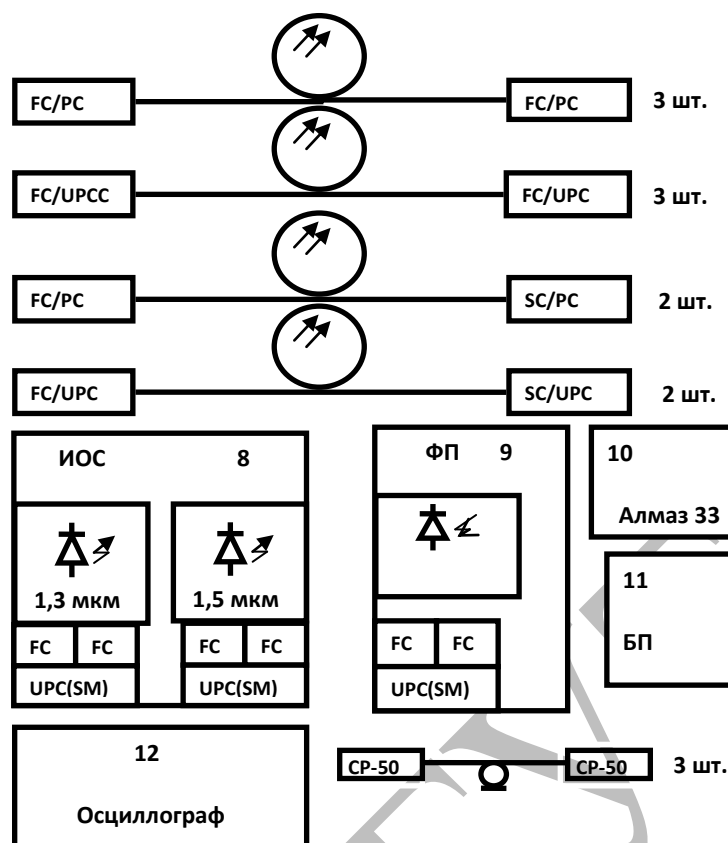 FC/PC FC/PC 3 шт.
FC/UPCC FC/UPC 3 шт.
FC/PC SC/PC 2 шт.
FC/UPC SC/UPC 2 шт.
ИОС 8 ФП 9 10
Алмаз 33
1,3 мкм 1,5 мкм 11
FC FC FC FC FC FC БП
UPC(SM) UPC(SM) UPC(SM)
12 CP-50 CP-50 3 шт.
Осциллограф